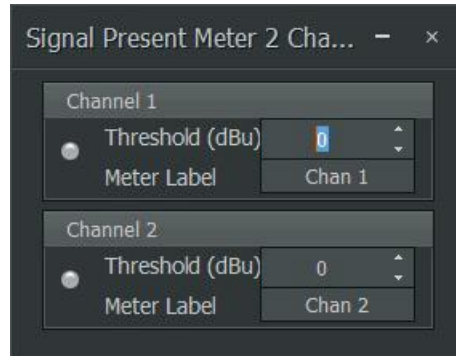 Signal Present Meter 2 Cha...
Channel 1
Threshold (dBu) 0
Meter Label Chan 1
Channel 2
Threshold (dBu) 0
Meter Label Chan 2